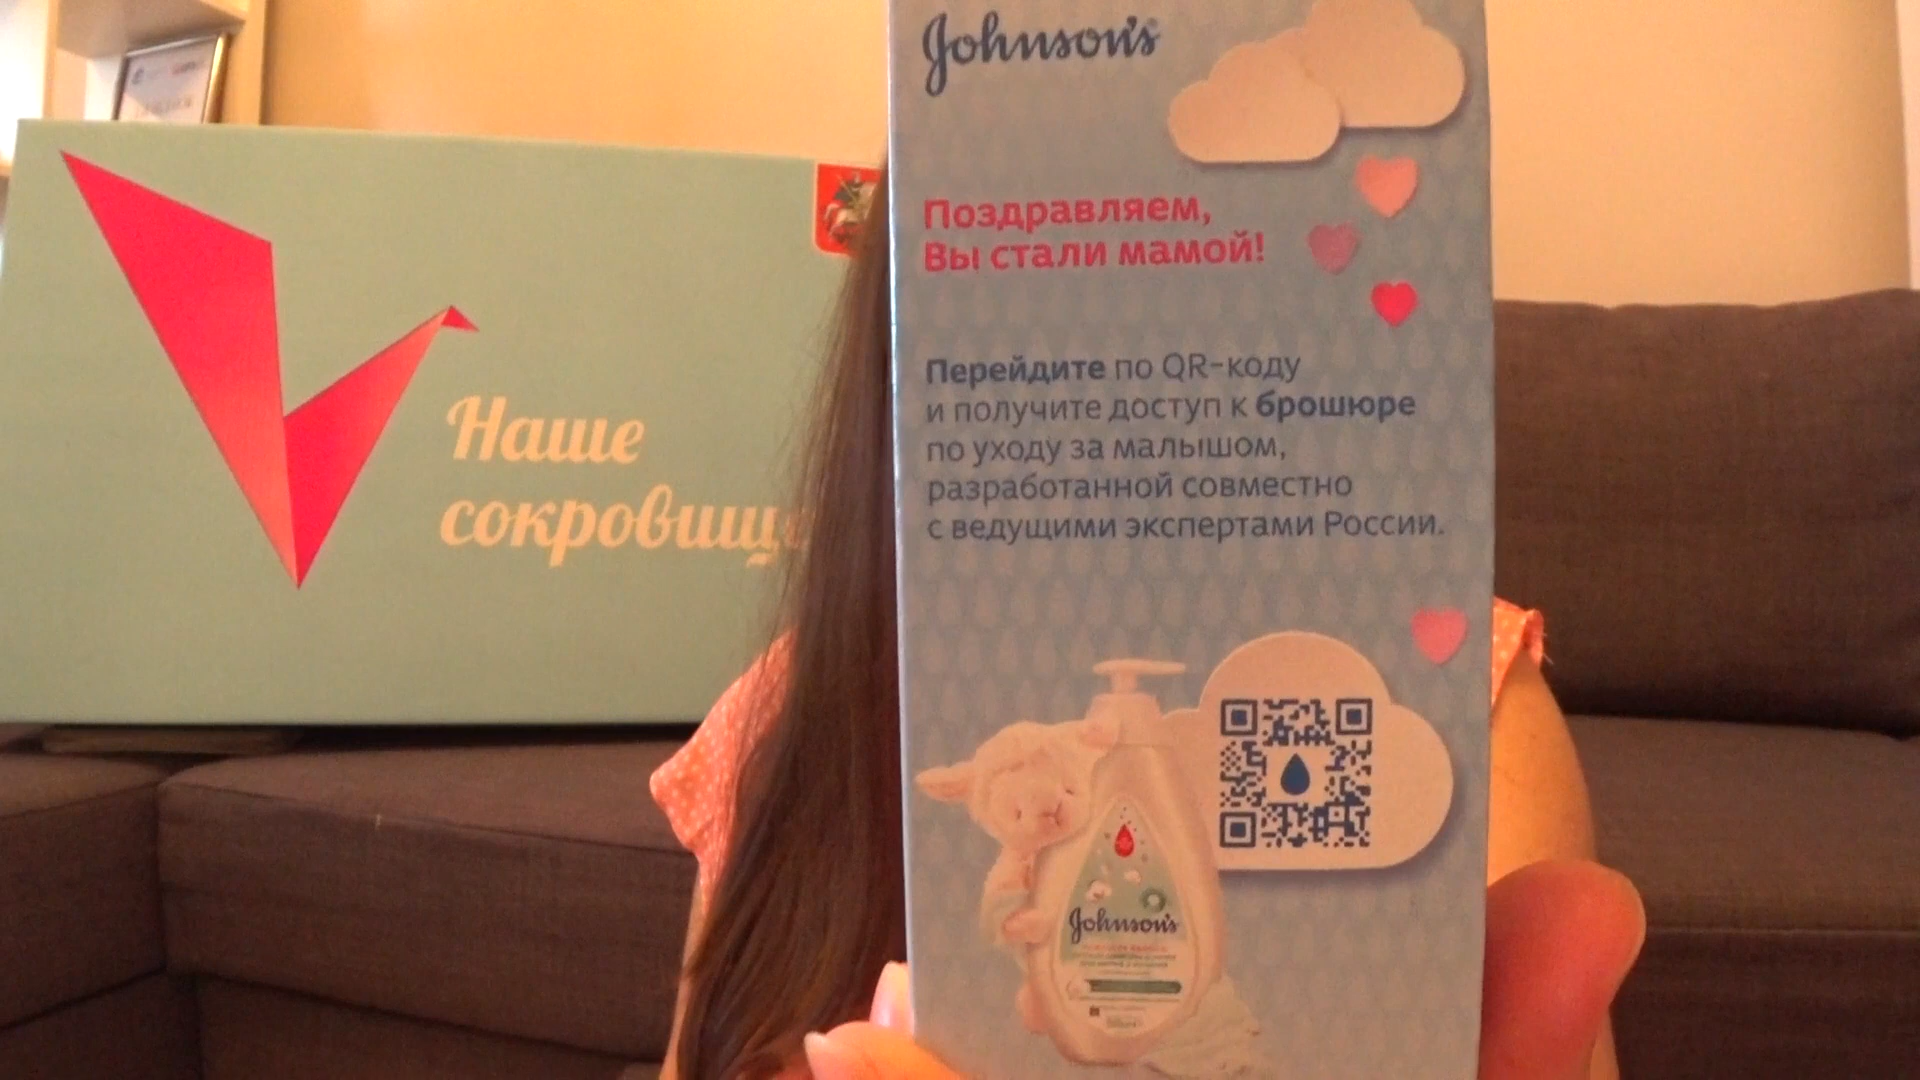 Наше
сокровищ
Johnson's
Поздравляем,
Вы стали мамой!
Перейдите по QR-коду
и получите доступ к брошюре
по уходу за малышом,
разработанной совместно
с ведущими экспертами России.
Johnson's